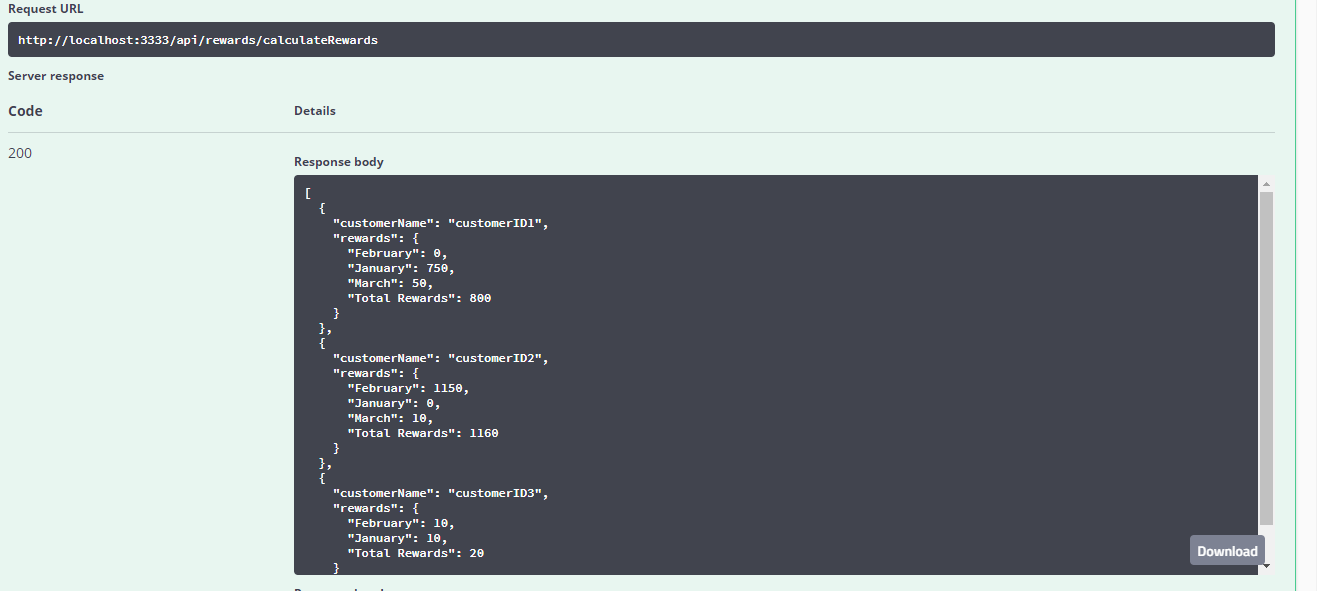 Request URL
http://localhost:3333/api/rewards/calculateRewards
Server response
Code Details
200
Response body
[
  {
    "customerName": "customerID1",
    "rewards": {
      "February": 0,
      "January": 750,
      "March": 50,
      "Total Rewards": 800
    }
  },
  {
    "customerName": "customerID2",
    "rewards": {
      "February": 1150,
      "January": 0,
      "March": 10,
      "Total Rewards": 1160
    }
  },
  {
    "customerName": "customerID3",
    "rewards": {
      "February": 10,
      "January": 10,
      "Total Rewards": 20
    }
Download